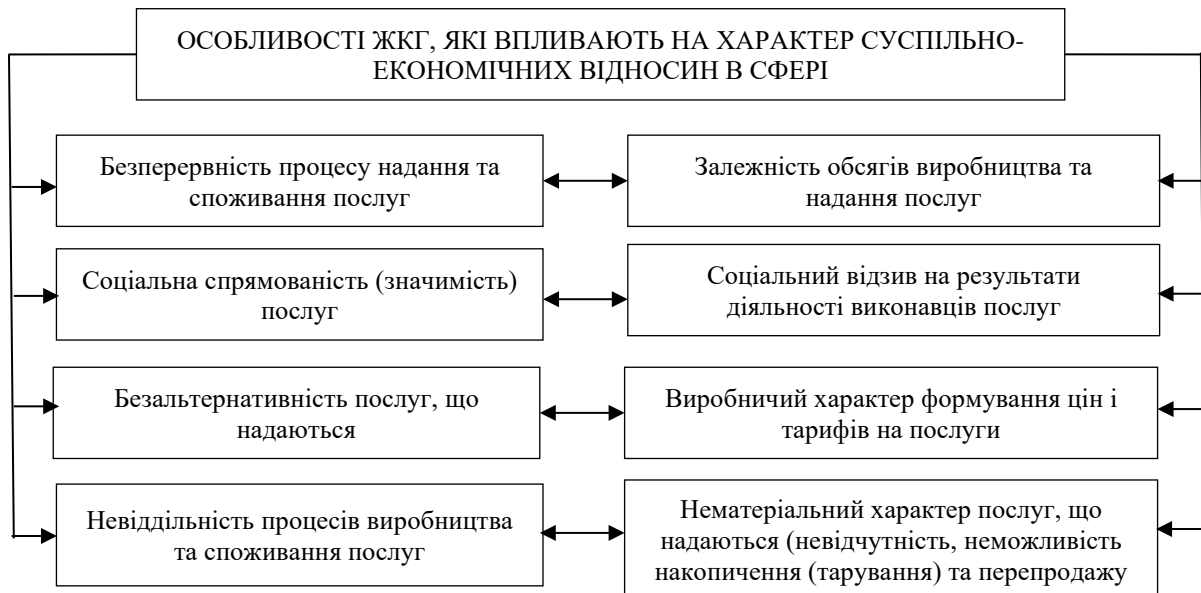 ОСОБЛИВОСТІ ЖКГ, ЯКІ ВПЛИВАЮТЬ НА ХАРАКТЕР СУСПІЛЬНО-
ЕКОНОМІЧНИХ ВІДНОСИН В СФЕРІ
Безперервність процесу надання та
споживання послуг
Залежність обсягів виробництва та
надання послуг
Соціальна спрямованість (значимість)
послуг
Соціальний відзив на результати
діяльності виконавців послуг
Безальтернативність послуг, що
надаються
Виробничий характер формування цін і
тарифів на послуги
Невіддільність процесів виробництва
та споживання послуг
Нематеріальний характер послуг, що
надаються (невідчутність, неможливість
накопичення (тарування) та перепродажу